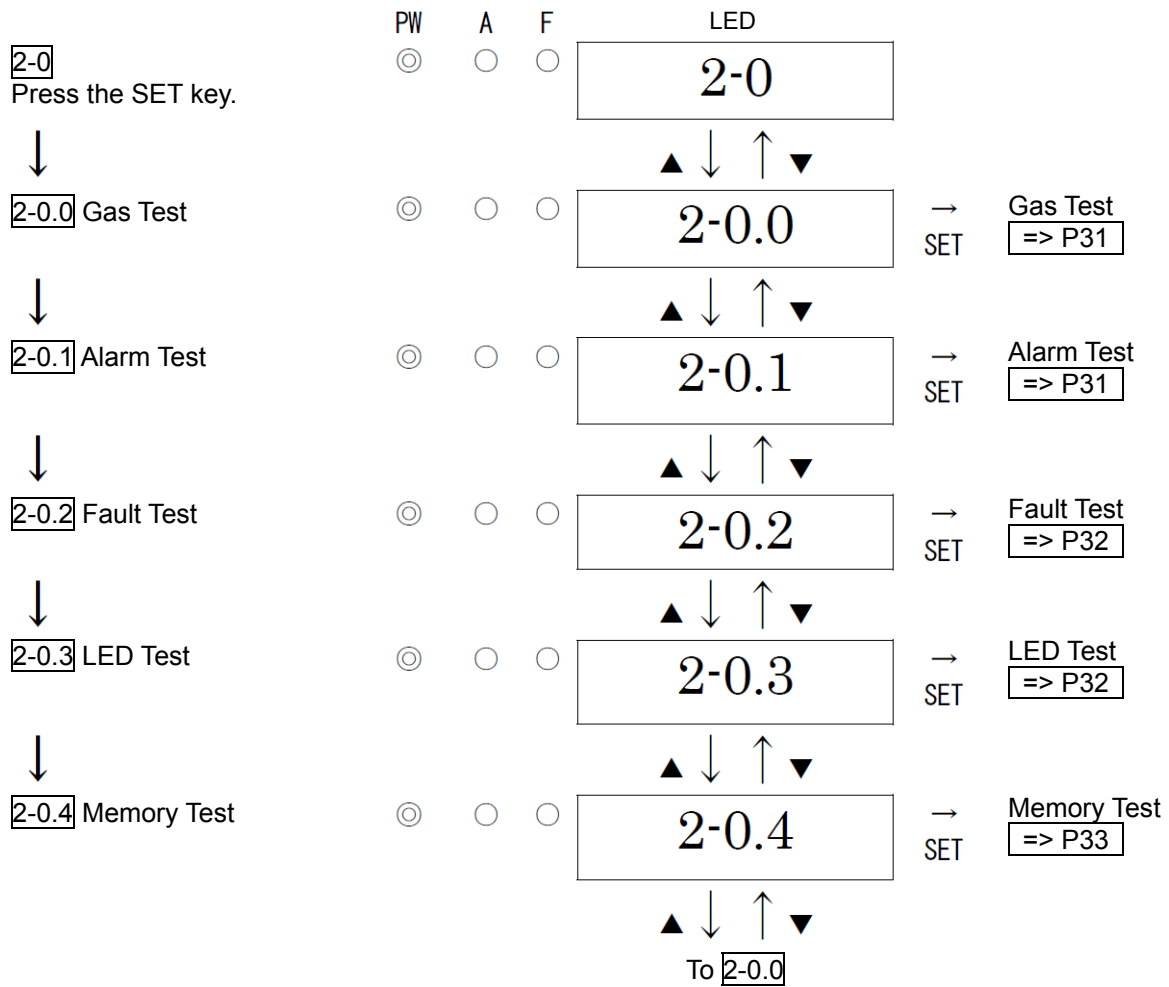 PW A F LED
2-0
Press the SET key.
◎ ○ ○ 2-0
↓
▲ ↓ ↑ ▼
2-0.0 Gas Test ◎ ○ ○ 2-0.0 → SET Gas Test
=> P31
↓
▲ ↓ ↑ ▼
2-0.1 Alarm Test ◎ ○ ○ 2-0.1 → SET Alarm Test
=> P31
↓
▲ ↓ ↑ ▼
2-0.2 Fault Test ◎ ○ ○ 2-0.2 → SET Fault Test
=> P32
↓
▲ ↓ ↑ ▼
2-0.3 LED Test ◎ ○ ○ 2-0.3 → SET LED Test
=> P32
↓
▲ ↓ ↑ ▼
2-0.4 Memory Test ◎ ○ ○ 2-0.4 → SET Memory Test
=> P33
▲ ↓ ↑ ▼
To 2-0.0